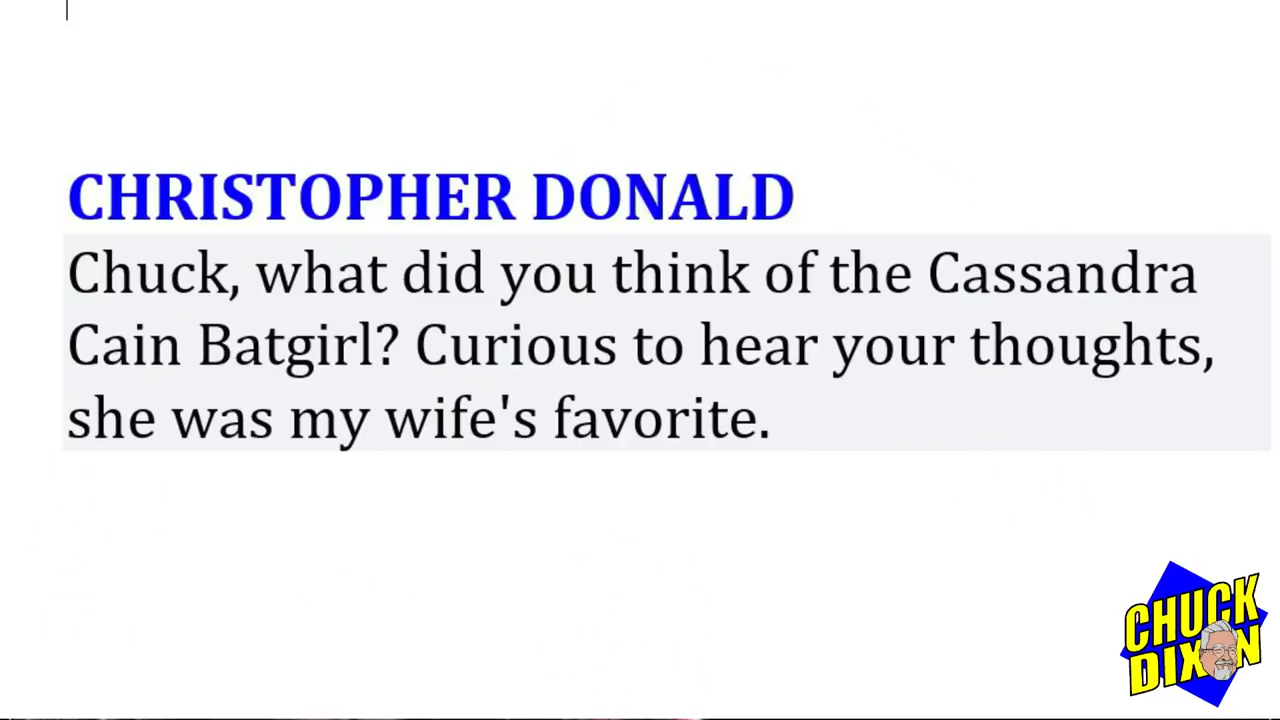 CHRISTOPHER DONALD
Chuck, what did you think of the Cassandra
Cain Batgirl? Curious to hear your thoughts,
she was my wife's favorite.
CHUCK
DIXON